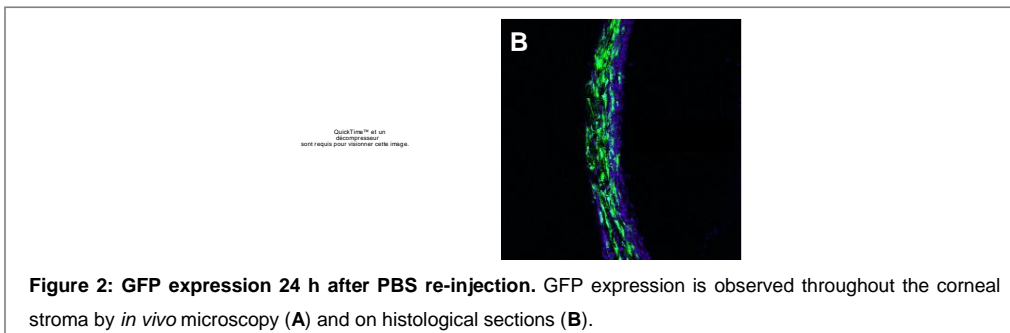 B
QuickTime™ et un
décompresseur
sont requis pour visionner cette image.
Figure 2: GFP expression 24 h after PBS re-injection. GFP expression is observed throughout the corneal
stroma by in vivo microscopy (A) and on histological sections (B).